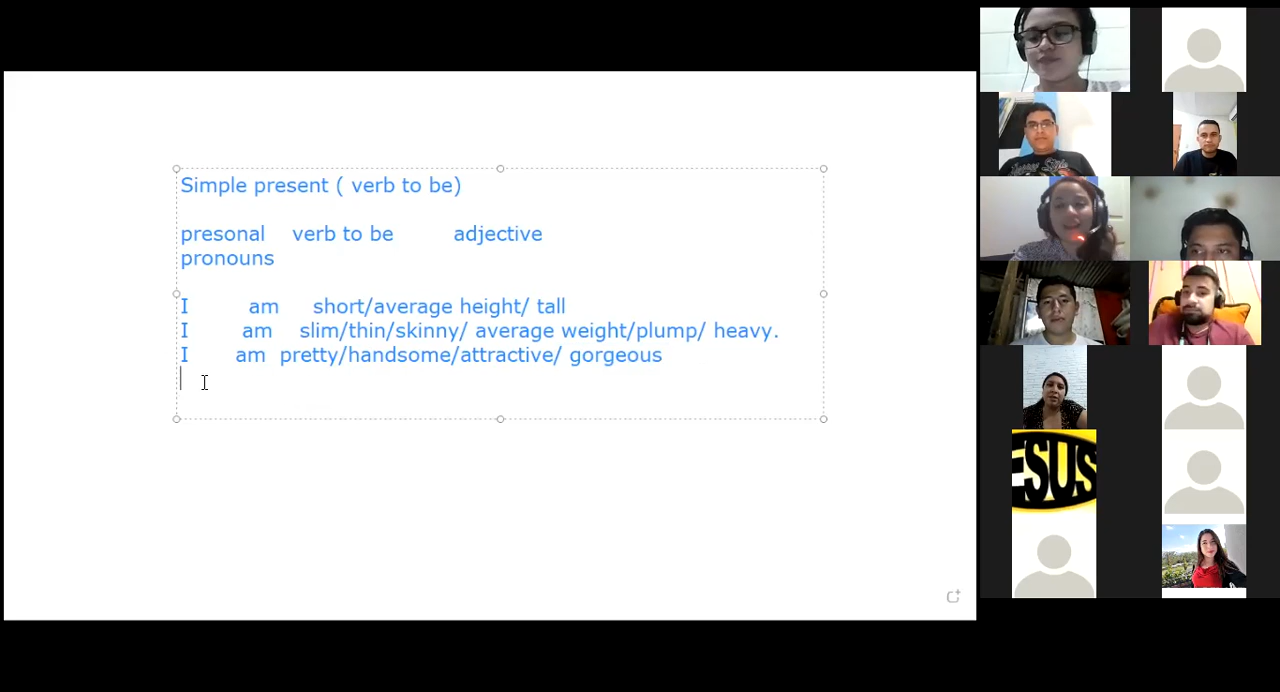 Simple present ( verb to be)
presonal verb to be adjective
pronouns
I am short/average height/ tall
I am slim/thin/skinny/ average weight/plump/ heavy.
I am pretty/handsome/attractive/ gorgeous
ESUS